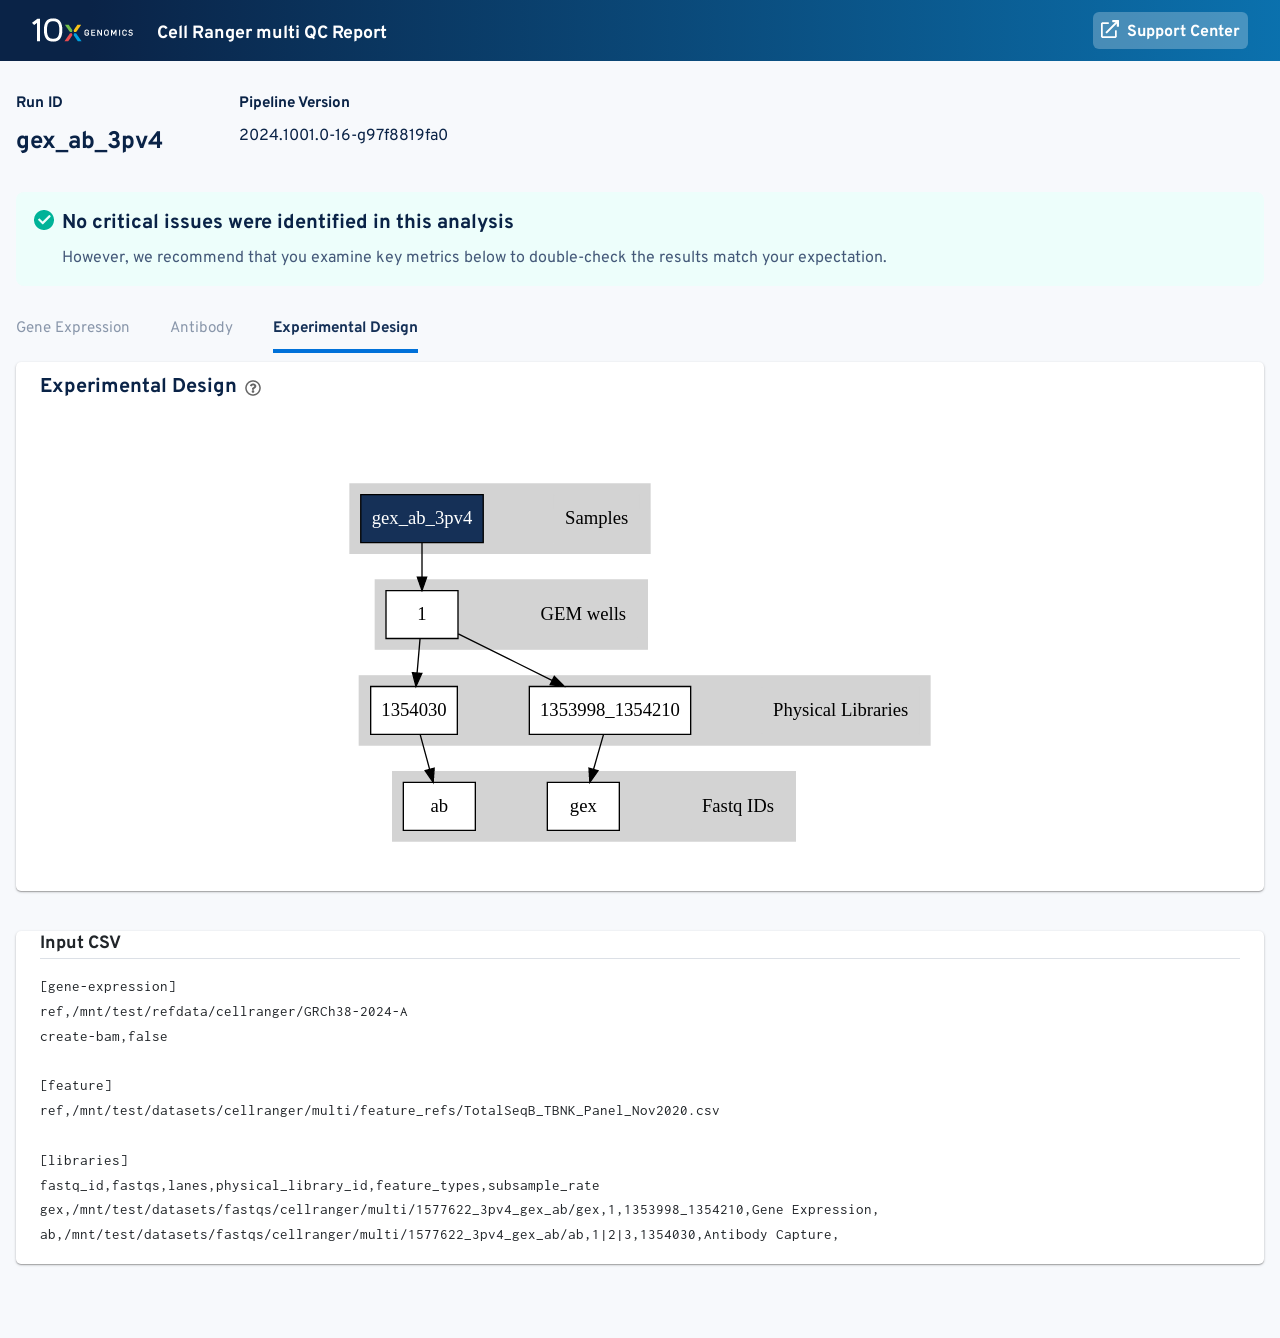 10x GENOMICS Cell Ranger multi QC Report Support Center
Run ID Pipeline Version
gex_ab_3pv4 2024.1001.0-16-g97f8819fa0
No critical issues were identified in this analysis
However, we recommend that you examine key metrics below to double-check the results match your expectation.
Gene Expression Antibody Experimental Design
Experimental Design ?
gex_ab_3pv4 Samples
1 GEM wells
1354030 1353998_1354210 Physical Libraries
ab gex Fastq IDs
Input CSV
[gene-expression]
ref,/mnt/test/refdata/cellranger/GRCh38-2024-A
create-bam,false
[feature]
ref,/mnt/test/datasets/cellranger/multi/feature_refs/TotalSeqB_TBNK_Panel_Nov2020.csv
[libraries]
fastq_id,fastqs,lanes,physical_library_id,feature_types,subsample_rate
gex,/mnt/test/datasets/fastqs/cellranger/multi/1577622_3pv4_gex_ab/gex,1,1353998_1354210,Gene Expression,
ab,/mnt/test/datasets/fastqs/cellranger/multi/1577622_3pv4_gex_ab/ab,1|2|3,1354030,Antibody Capture,